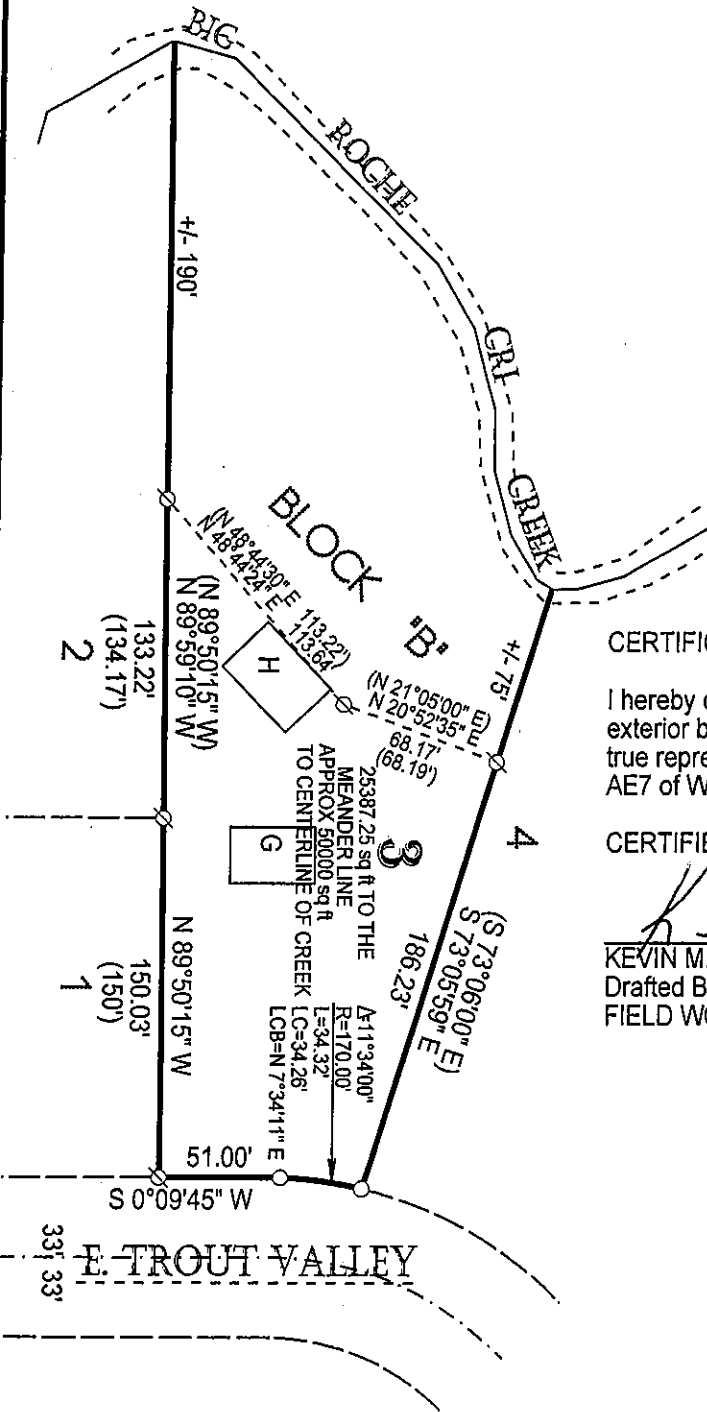 BIG
ROCHE
CRI
CREEK
+/- 190'
BLOCK "B"
+/- 75'
(N 48°44'30" E 113.22')
N 48°44'24" E 113.64'
(N 21°05'00" E)
N 20°52'35" E
68.17'
(68.19')
H
(N 89°50'15" W)
N 89°59'10" W
133.22'
(134.17')
2
4
3
(S 73°06'00" E)
S 73°05'59" E
186.23'
25387.25 sq ft TO THE
MEANDER LINE
APPROX 50000 sq ft
TO CENTERLINE OF CREEK
G
N 89°50'15" W
150.03'
(150')
1
Δ=11°34'00"
R=170.00'
L=34.32'
LC=34.26'
LCB=N 7°34'11" E
51.00'
S 0°09'45" W
E. TROUT VALLEY
33' 33'
I hereby
exterior
true
AE7 of
KEVIN M.
Drafted
FIELD